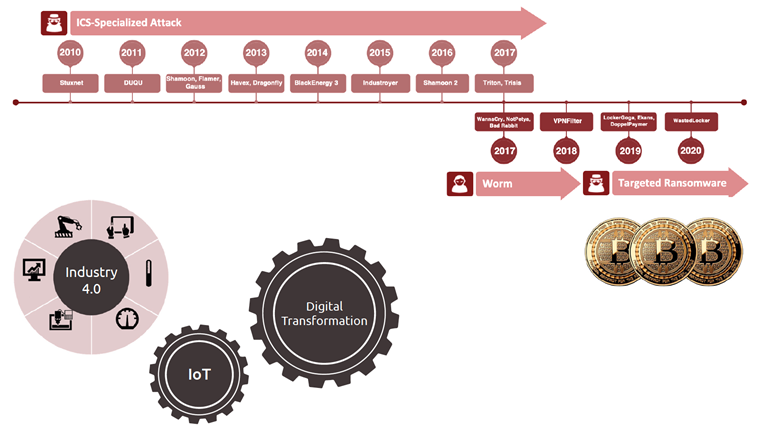 ICS-Specialized Attack
2010
2011
2012
2013
2014
2015
2016
2017
Stuxnet
DUQU
Shamoon, Flamer,
Gauss
Havex, Dragonfly
BlackEnergy 3
Industroyer
Shamoon 2
Triton, Trisis
WannaCry, NotPetya,
Bad Rabbit
VPNFilter
LockerGoga, Ekans,
DoppelPaymer
WastedLocker
2017
2018
2019
2020
Worm
Targeted Ransomware
Industry
4.0
Digital
Transformation
IoT